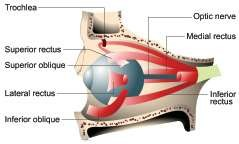 Trochlea
Optic nerve
Medial rectus
Superior rectus
Superior oblique
Lateral rectus
Inferior
rectus
Inferior oblique